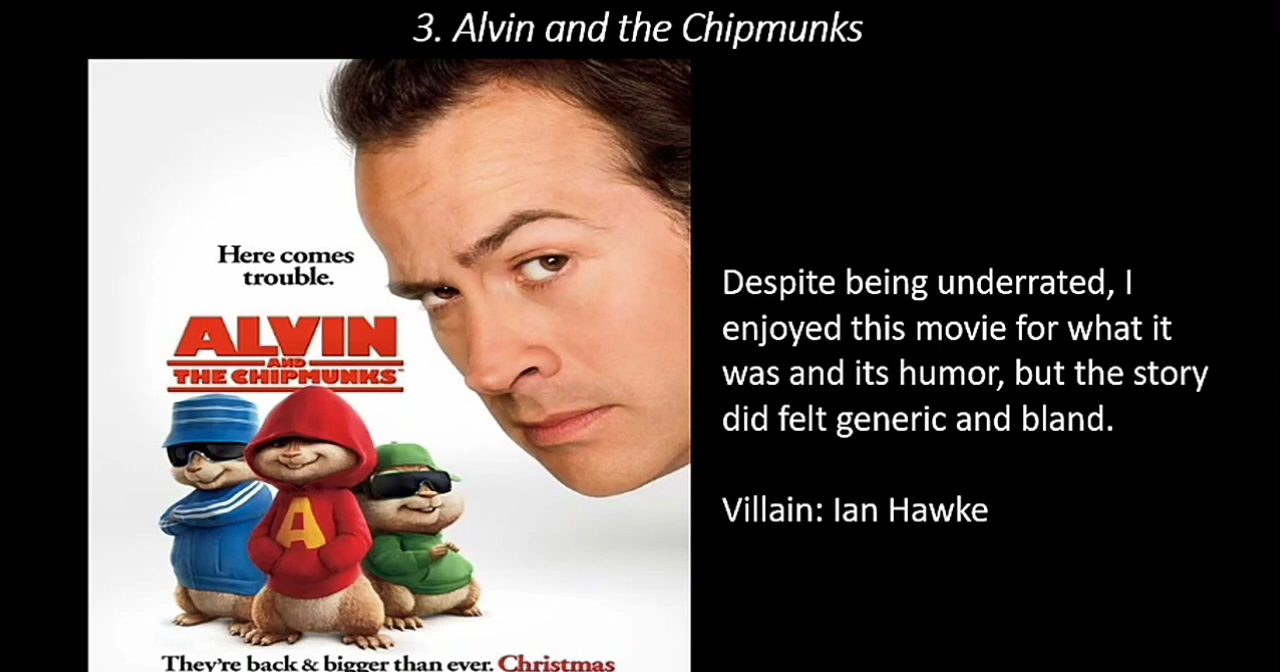 3. Alvin and the Chipmunks
Here comes
trouble.
ALVIN
AND
THE CHIPMUNKS
A
They're back & bigger than ever. Christmas
Despite being underrated, I
enjoyed this movie for what it
was and its humor, but the story
did felt generic and bland.
Villain: Ian Hawke